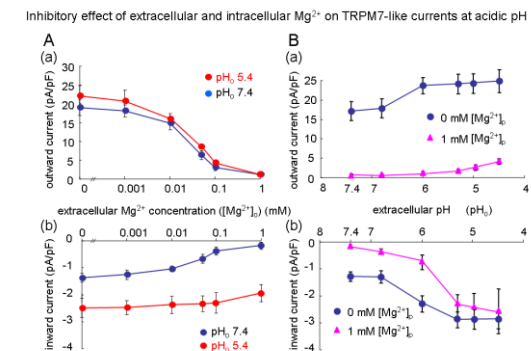 Inhibitory effect of extracellular and intracellular Mg²⁺ on TRPM7-like currents at acidic pH
A
(a)
outward current (pA/pF)
30
25
20
15
10
5
0
pHₒ 5.4
pHₒ 7.4
0
0.001
0.01
0.1
1
extracellular Mg²⁺ concentration ([Mg²⁺]ₒ) (mM)
(b)
inward current (pA/pF)
0
-1
-2
-3
-4
0
0.001
0.01
0.1
1
pHₒ 7.4
pHₒ 5.4
B
(a)
outward current (pA/pF)
25
20
15
10
5
0
0 mM [Mg²⁺]ₚ
1 mM [Mg²⁺]ₚ
8
7.4
6
5
4
extracellular pH (pHₒ)
(b)
inward current (pA/pF)
8
7.4
6
5
4
0
-1
-2
-3
-4
0 mM [Mg²⁺]ₚ
1 mM [Mg²⁺]ₚ